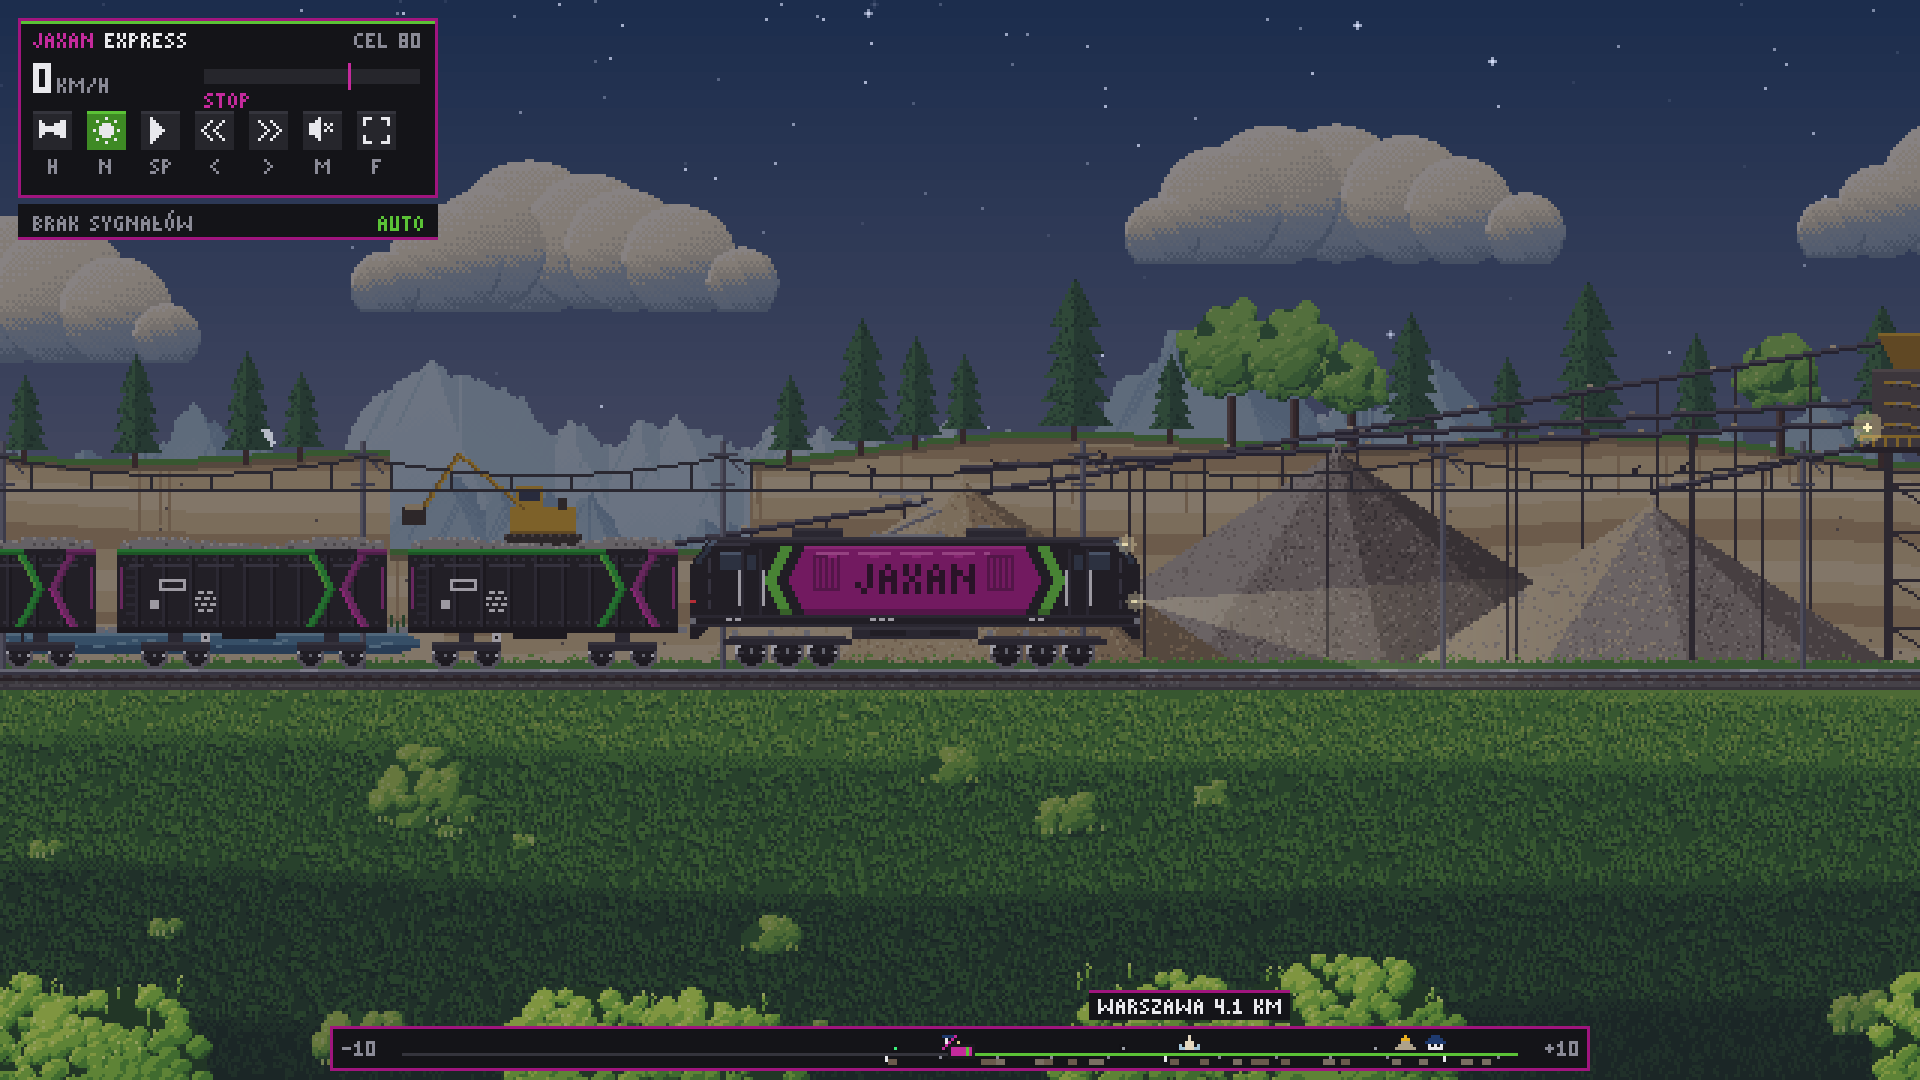 JAXAN EXPRESS CEL 80
0 KM/H
STOP
H N SP < > M F
BRAK SYGNAŁÓW AUTO
JAXAN
WARSZAWA 4.1 KM
-10 +10